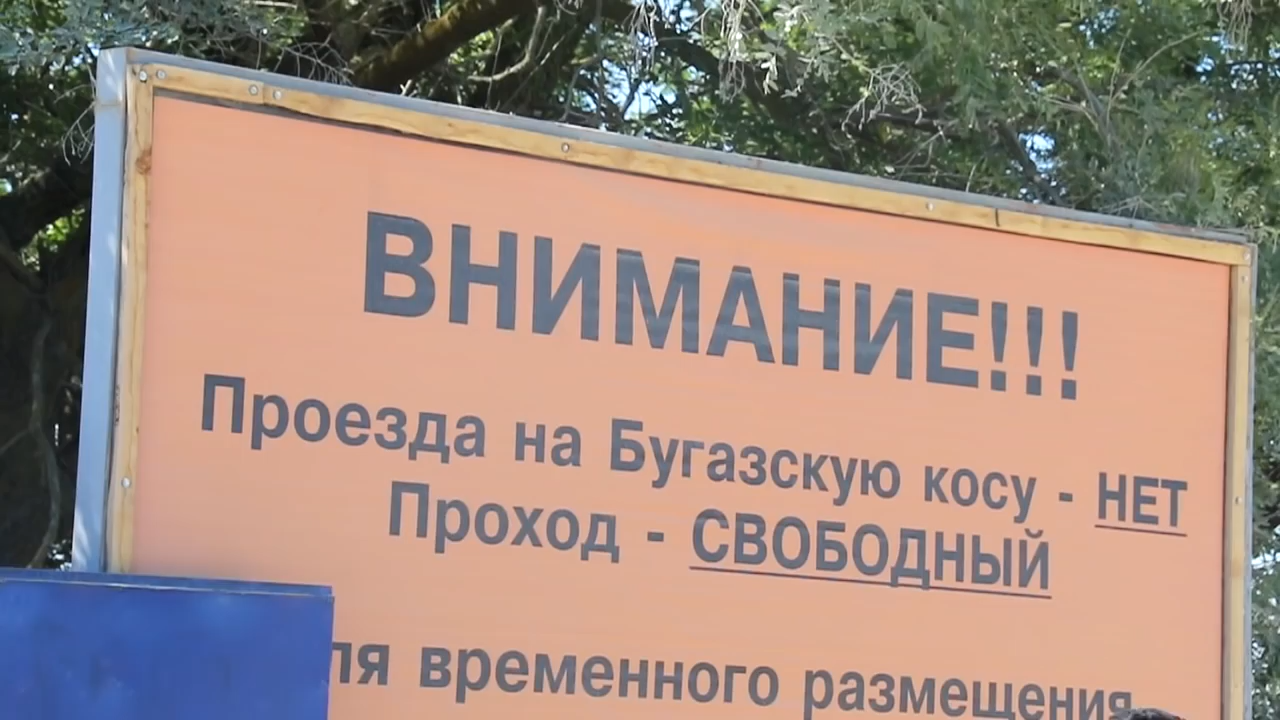 ВНИМАНИЕ!!!
Проезда на Бугазскую косу - НЕТ
Проход - СВОБОДНЫЙ
временного размещения